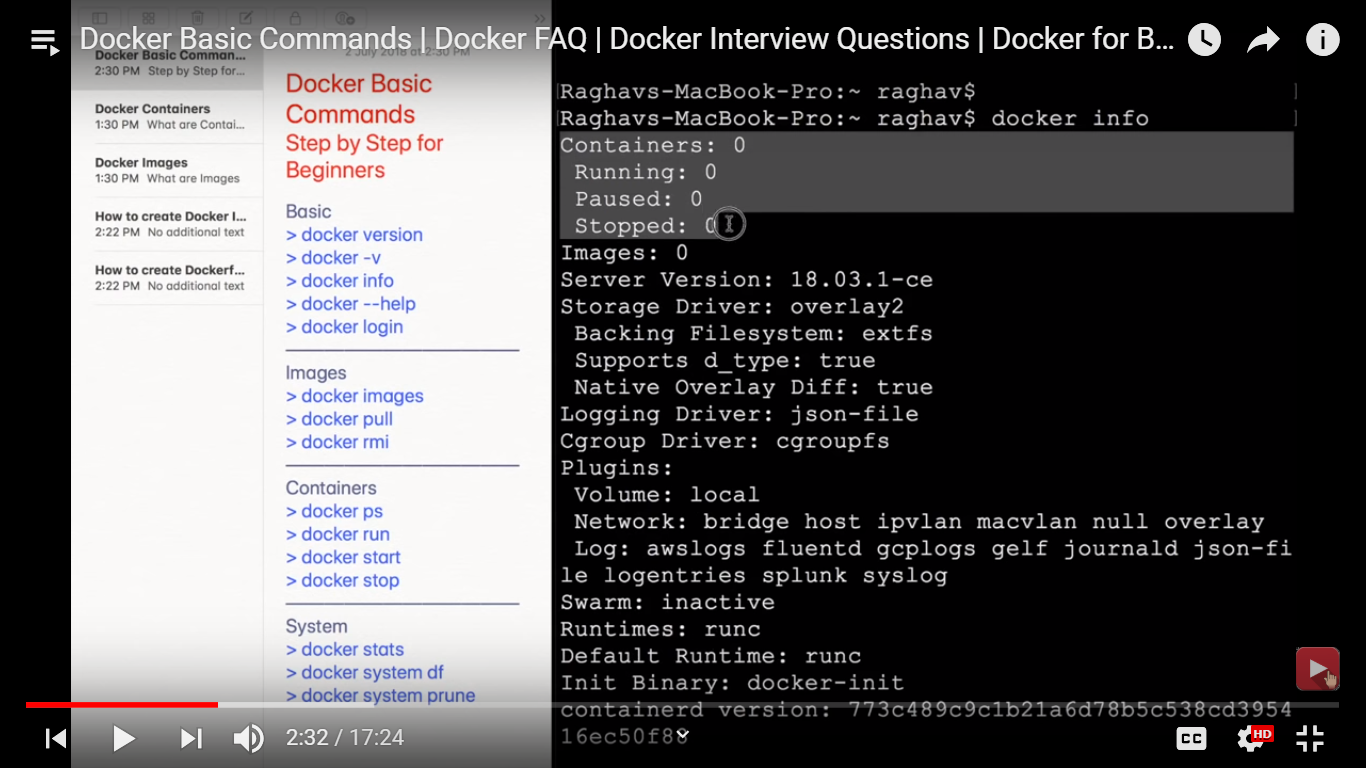 Docker Basic Commands | Docker FAQ | Docker Interview Questions | Docker for B...
Docker Basic Comman...
2:30 PM Step by Step for...
Docker Containers
1:30 PM What are Contai...
Docker Images
1:30 PM What are Images
How to create Docker I...
2:22 PM No additional text
How to create Dockerf...
2:22 PM No additional text
2 July 2018 at 2:30 PM
Docker Basic
Commands
Step by Step for
Beginners
Basic
> docker version
> docker -v
> docker info
> docker --help
> docker login
Images
> docker images
> docker pull
> docker rmi
Containers
> docker ps
> docker run
> docker start
> docker stop
System
> docker stats
> docker system df
> docker system prune
Raghavs-MacBook-Pro:~ raghav$
Raghavs-MacBook-Pro:~ raghav$ docker info
Containers: 0
Running: 0
Paused: 0
Stopped: 0
Images: 0
Server Version: 18.03.1-ce
Storage Driver: overlay2
Backing Filesystem: extfs
Supports d_type: true
Native Overlay Diff: true
Logging Driver: json-file
Cgroup Driver: cgroupfs
Plugins:
Volume: local
Network: bridge host ipvlan macvlan null overlay
Log: awslogs fluentd gcplogs gelf journald json-fi
le logentries splunk syslog
Swarm: inactive
Runtimes: runc
Default Runtime: runc
Init Binary: docker-init
containerd version: 773c489c9c1b21a6d78b5c538cd3954
16ec50f88
2:32 / 17:24
CC
HD